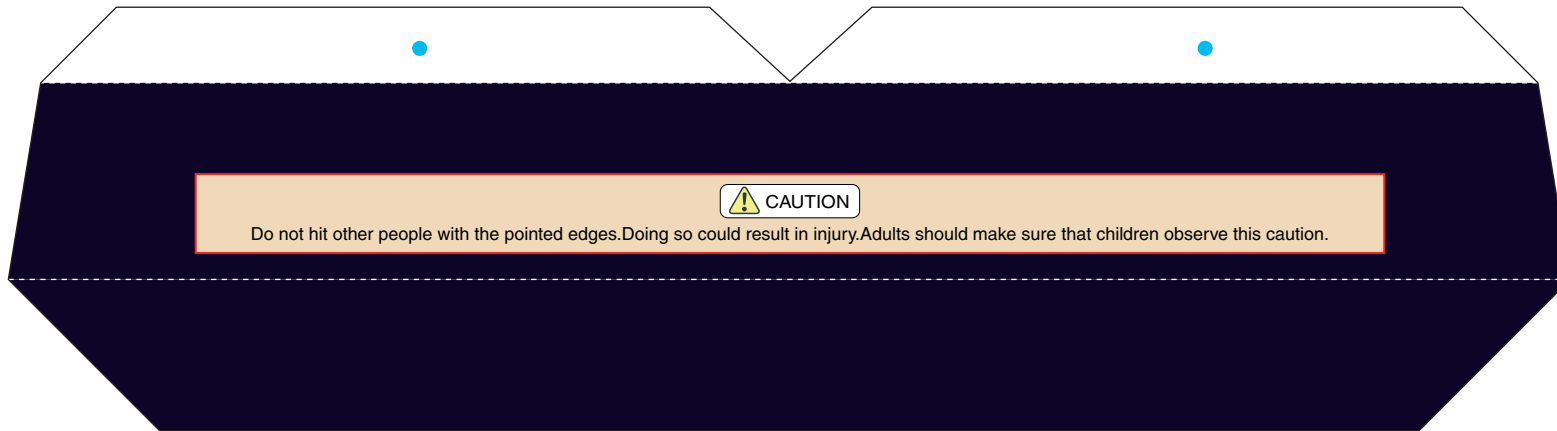 CAUTION
Do not hit other people with the pointed edges.Doing so could result in injury.Adults should make sure that children observe this caution.